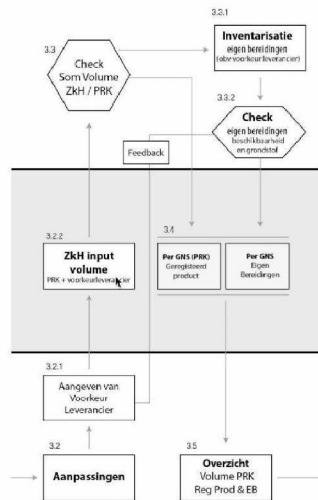 3.3.1
Inventarisatie
eigen bereidingen
(obv voorkeurleverancier)
3.3
Check
Som Volume
ZkH / PRK
3.3.2
Check
eigen bereidingen
beschikbaarheid
en grondstof
Feedback
3.2.2
ZkH input
volume
PRK + voorkeurleverancier
3.4
Per GNS (PRK)
Geregisteerd
product
Per GNS
Eigen
Bereidingen
3.2.1
Aangeven van
Voorkeur
Leverancier
3.2
Aanpassingen
3.5
Overzicht
Volume PRK
Reg Prod & EB